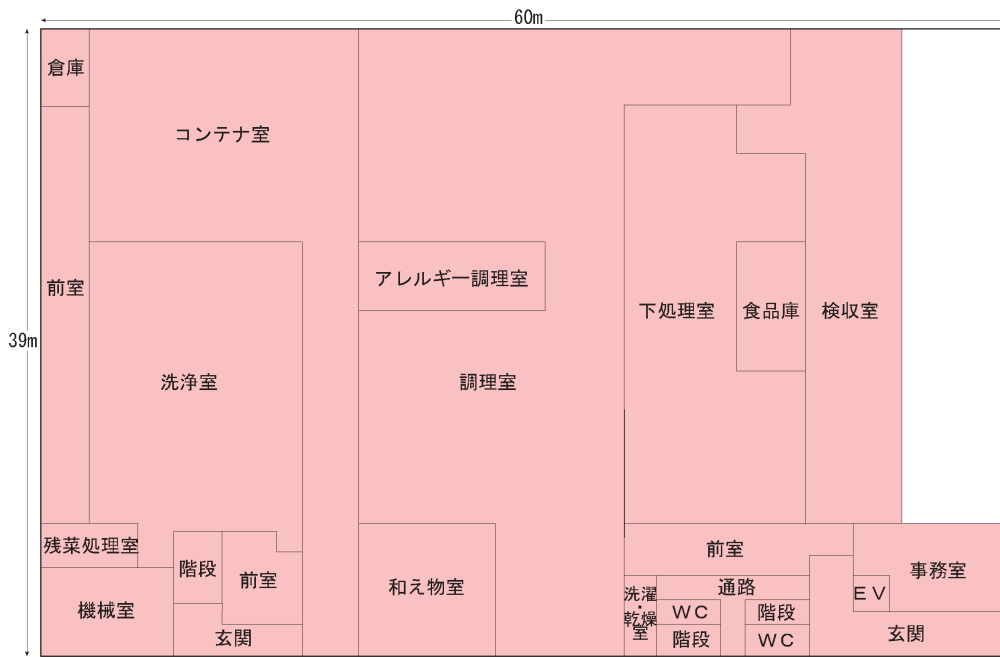 60m
倉庫
コンテナ室
アレルギー調理室
前室
下処理室
食品庫
検収室
39m
洗浄室
調理室
残菜処理室
前室
階段
前室
和え物室
事務室
通路
洗濯・乾燥室
EV
機械室
WC
階段
玄関
階段
WC
玄関